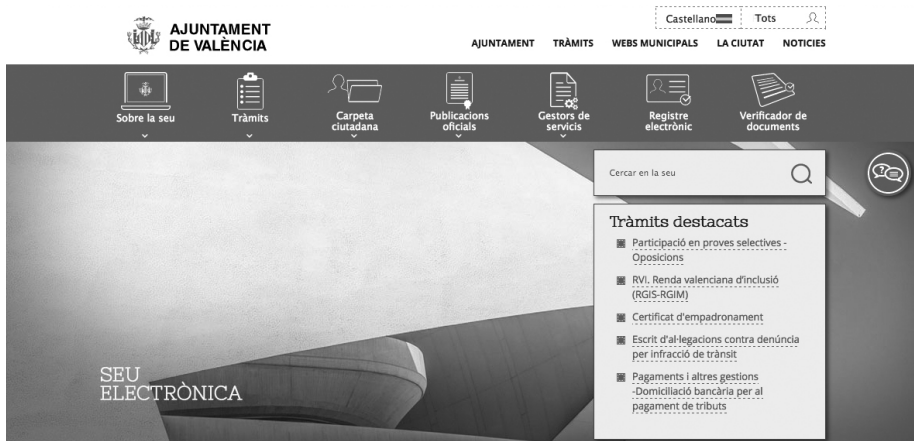 AJUNTAMENT
DE VALÈNCIA
Castellano
Tots
AJUNTAMENT TRÀMITS WEBS MUNICIPALS LA CIUTAT NOTICIES
Sobre la seu
Tràmits
Carpeta
ciutadana
Publicacions
oficials
Gestors de
servicis
Registre
electrònic
Verificador de
documents
Cercar en la seu
Tràmits destacats
Participació en proves selectives -
Oposicions
RVI. Renda valenciana d'inclusió
(RGIS-RGIM)
Certificat d'empadronament
Escrit d'al·legacions contra denúncia
per infracció de trànsit
Pagaments i altres gestions
-Domiciliació bancària per al
pagament de tributs
SEU
ELECTRÒNICA